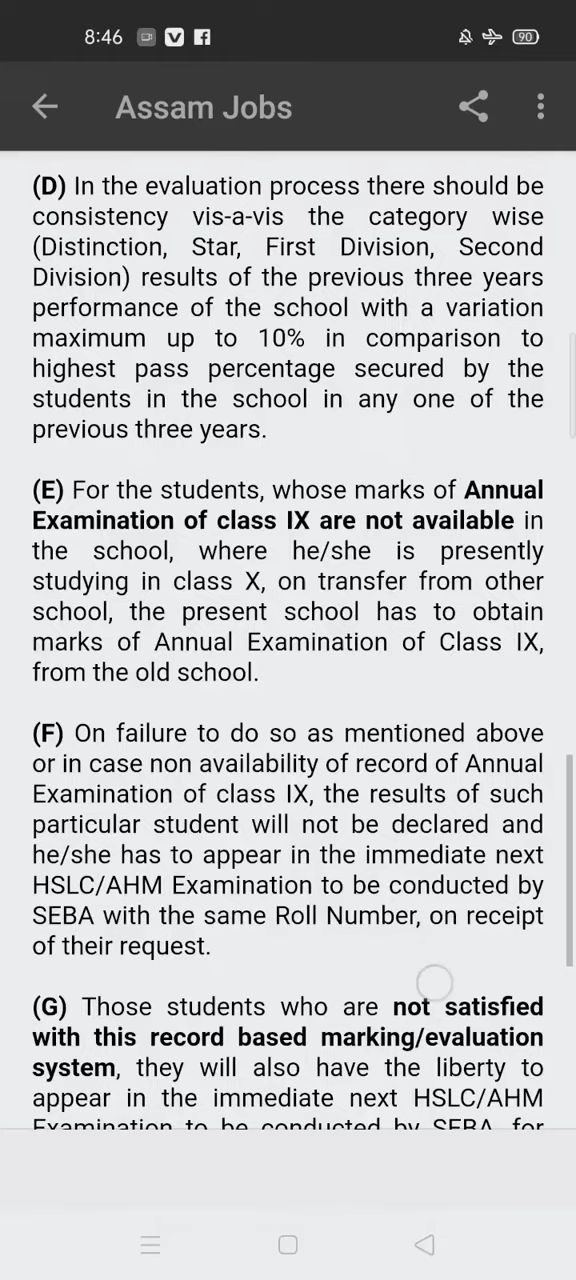 8:46
90
Assam Jobs
(D) In the evaluation process there should be
consistency vis-a-vis the category wise
(Distinction, Star, First Division, Second
Division) results of the previous three years
performance of the school with a variation
maximum up to 10% in comparison to
highest pass percentage secured by the
students in the school in any one of the
previous three years.
(E) For the students, whose marks of Annual
Examination of class IX are not available in
the school, where he/she is presently
studying in class X, on transfer from other
school, the present school has to obtain
marks of Annual Examination of Class IX,
from the old school.
(F) On failure to do so as mentioned above
or in case non availability of record of Annual
Examination of class IX, the results of such
particular student will not be declared and
he/she has to appear in the immediate next
HSLC/AHM Examination to be conducted by
SEBA with the same Roll Number, on receipt
of their request.
(G) Those students who are not satisfied
with this record based marking/evaluation
system, they will also have the liberty to
appear in the immediate next HSLC/AHM
Examination to be conducted by SEBA, for